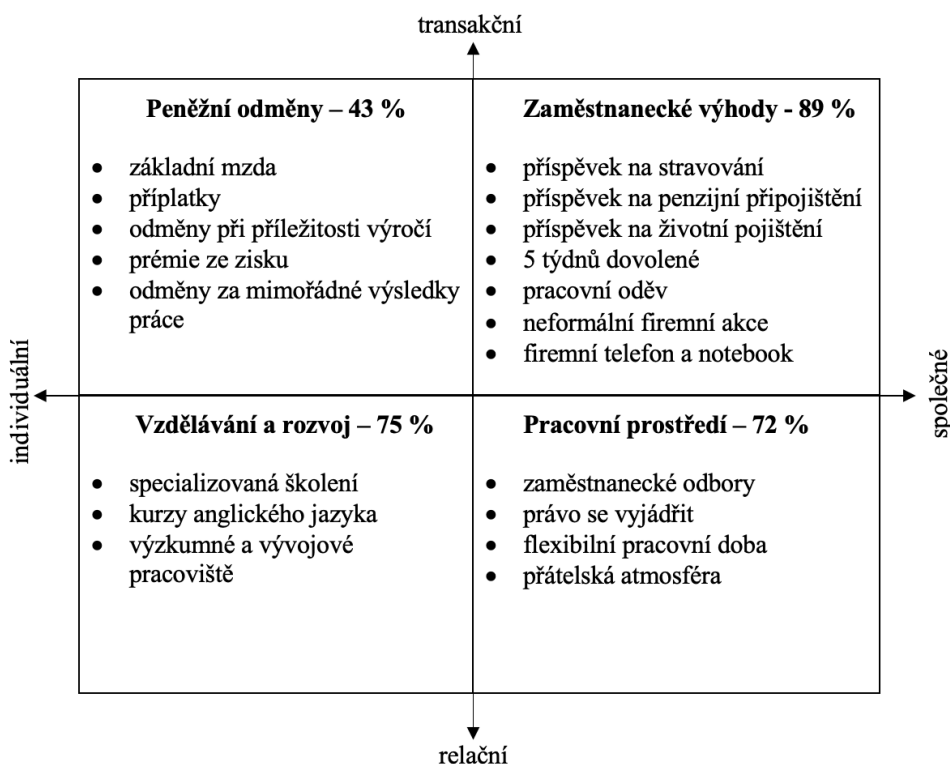 transakční
Peněžní odměny – 43 %
• základní mzda
• příplatky
• odměny při příležitosti výročí
• prémie ze zisku
• odměny za mimořádné výsledky
práce
Zaměstnanecké výhody - 89 %
• příspěvek na stravování
• příspěvek na penzijní připojištění
• příspěvek na životní pojištění
• 5 týdnů dovolené
• pracovní oděv
• neformální firemní akce
• firemní telefon a notebook
individuální
společné
Vzdělávání a rozvoj – 75 %
• specializovaná školení
• kurzy anglického jazyka
• výzkumné a vývojové
pracoviště
Pracovní prostředí – 72 %
• zaměstnanecké odbory
• právo se vyjádřit
• flexibilní pracovní doba
• přátelská atmosféra
relační